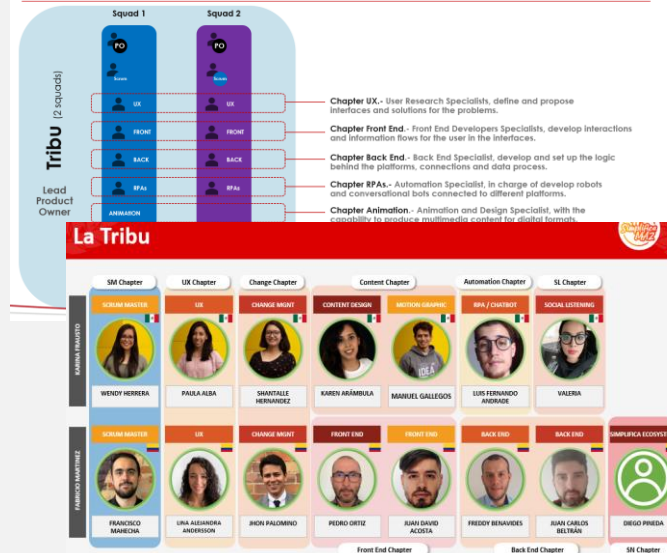 Squad 1
Squad 2
PO
PO
Scrum
Scrum
UX
UX
FRONT
FRONT
BACK
BACK
RPAs
RPAs
ANIMATION
Tribu (2 squads)
Lead
Product
Owner
Chapter UX.- User Research Specialists, define and propose
interfaces and solutions for the problems.
Chapter Front End.- Front End Developers Specialists, develop interactions
and information flows for the user in the interfaces.
Chapter Back End.- Back End Specialist, develop and set up the logic
behind the platforms, connections and data process.
Chapter RPAs.- Automation Specialist, in charge of develop robots
and conversational bots connected to different platforms.
Chapter Animation.- Animation and Design Specialist, with the
capability to produce multimedia content for digital formats.
La Tribu
Simplifica
MAZ
SM Chapter
UX Chapter
Change Chapter
Content Chapter
Automation Chapter
SL Chapter
KARINA FRAUSTO
SCRUM MASTER
UX
CHANGE MGNT
CONTENT DESIGN
MOTION GRAPHIC
RPA / CHATBOT
SOCIAL LISTENING
IDEA
WENDY HERRERA
PAULA ALBA
SHANTALLE
HERNANDEZ
KAREN ARÁMBULA
MANUEL GALLEGOS
LUIS FERNANDO
ANDRADE
VALERIA
FABRICIO MARTINEZ
SCRUM MASTER
UX
CHANGE MGNT
FRONT END
FRONT END
BACK END
BACK END
SIMPLIFICA ECOSYST
FRANCISCO
MAHECHA
LINA ALEJANDRA
ANDERSSON
JHON PALOMINO
PEDRO ORTIZ
JUAN DAVID
ACOSTA
FREDDY BENAVIDES
JUAN CARLOS
BELTRÁN
DIEGO PINEDA
Front End Chapter
Back End Chapter
SN Chapter